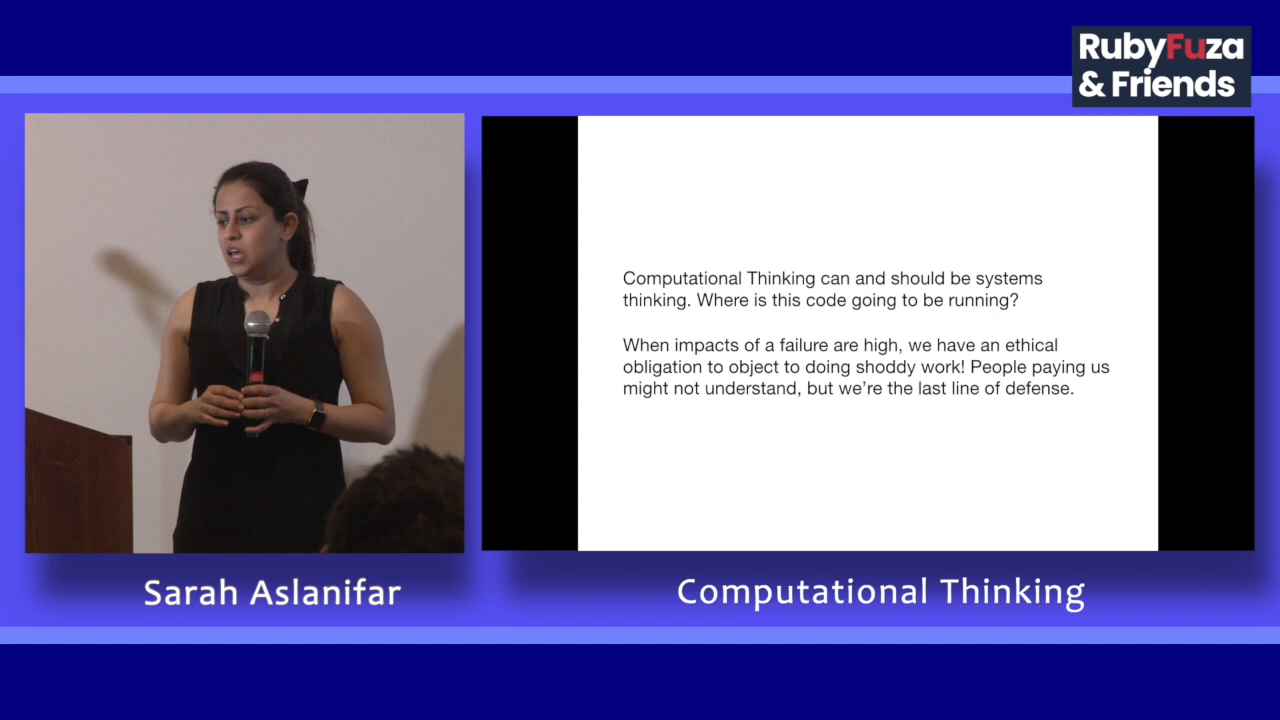 RubyFuza
& Friends
Computational Thinking can and should be systems
thinking. Where is this code going to be running?
When impacts of a failure are high, we have an ethical
obligation to object to doing shoddy work! People paying us
might not understand, but we're the last line of defense.
Sarah Aslanifar
Computational Thinking